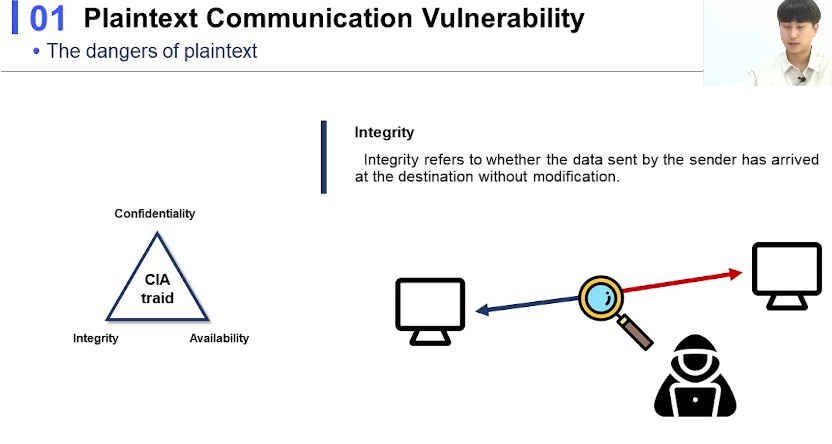 01 Plaintext Communication Vulnerability
• The dangers of plaintext
Integrity
Integrity refers to whether the data sent by the sender has arrived
at the destination without modification.
Confidentiality
CIA
traid
Integrity
Availability